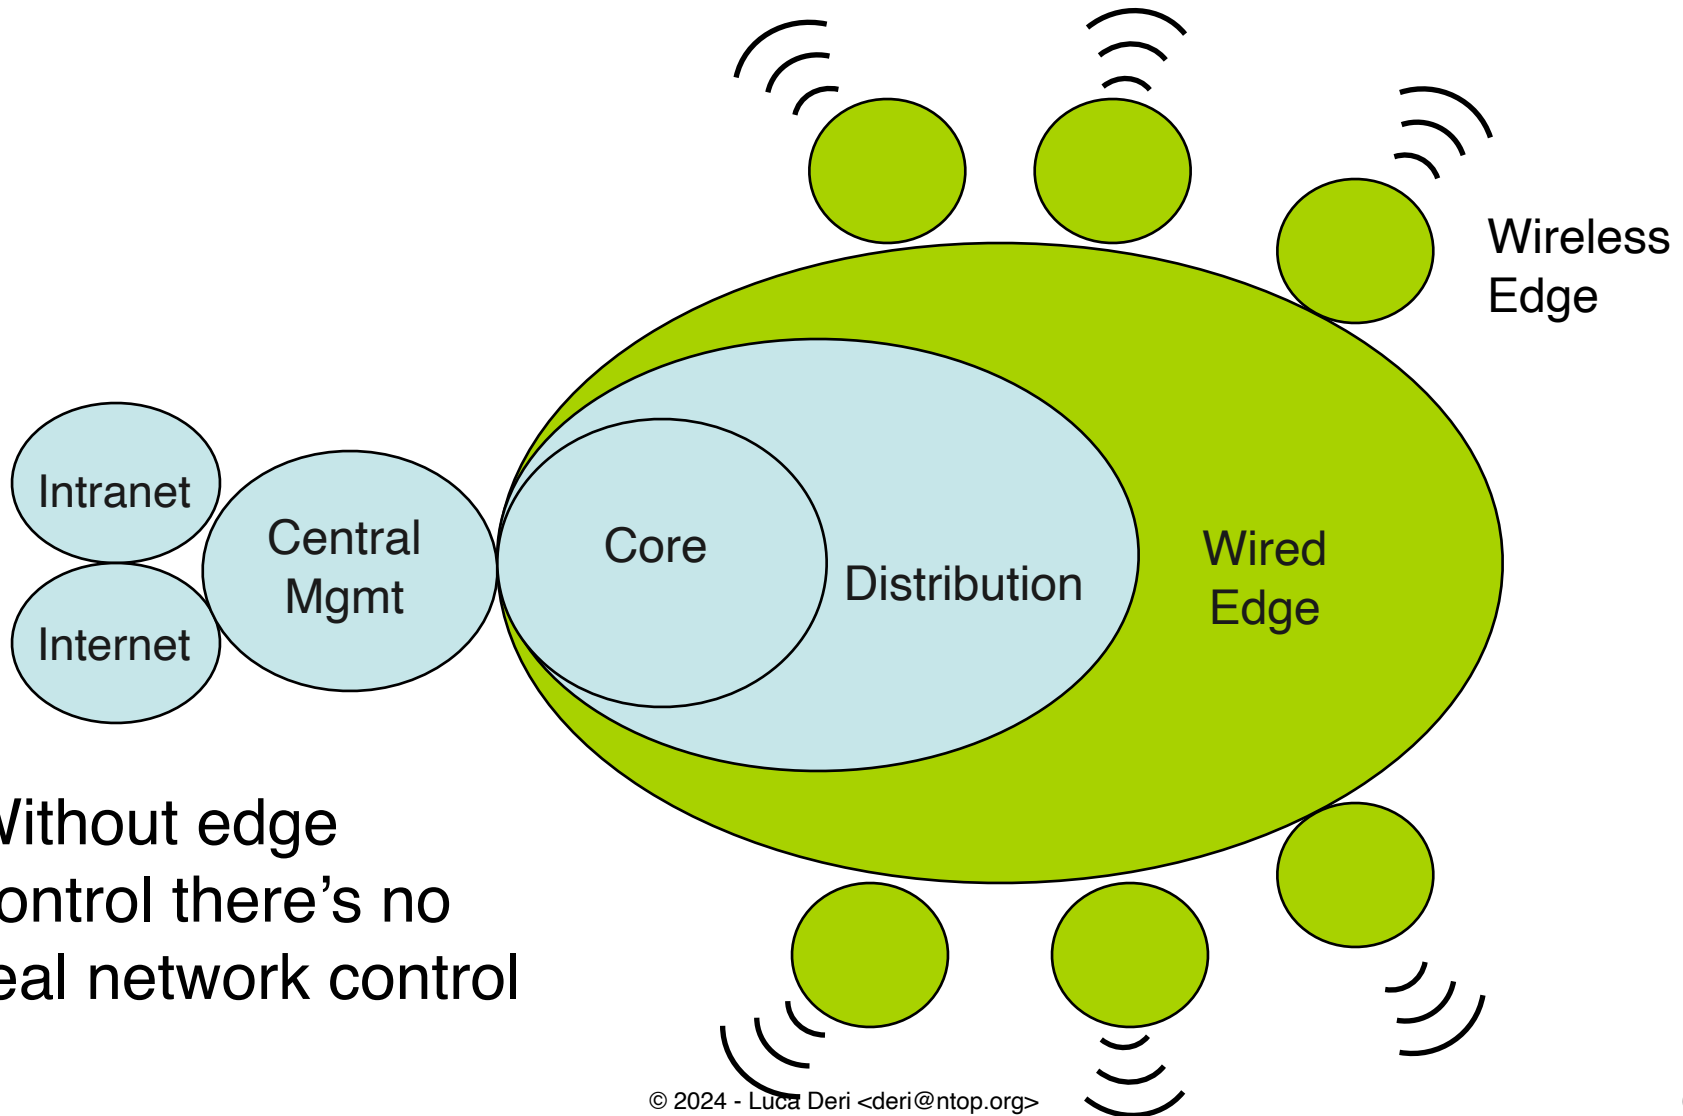 Wireless
Edge
Intranet
Central
Mgmt
Internet
Core
Distribution
Wired
Edge
Without edge
ontrol there’s no
eal network control
© 2024 - Luca Deri <deri@ntop.org>